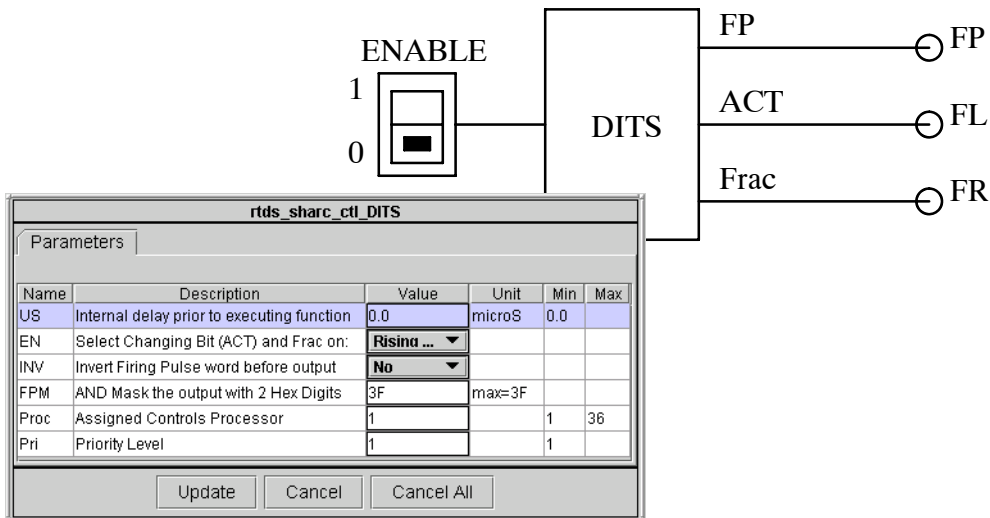 FP
FP
ENABLE
1
ACT
FL
DITS
0
Frac
FR
rtds_sharc_ctl_DITS
Parameters
Name Description Value Unit Min Max
US Internal delay prior to executing function 0.0 microS 0.0
EN Select Changing Bit (ACT) and Frac on: Rising ...
INV Invert Firing Pulse word before output No
FPM AND Mask the output with 2 Hex Digits 3F max=3F
Proc Assigned Controls Processor 1 1 36
Pri Priority Level 1 1
Update Cancel Cancel All